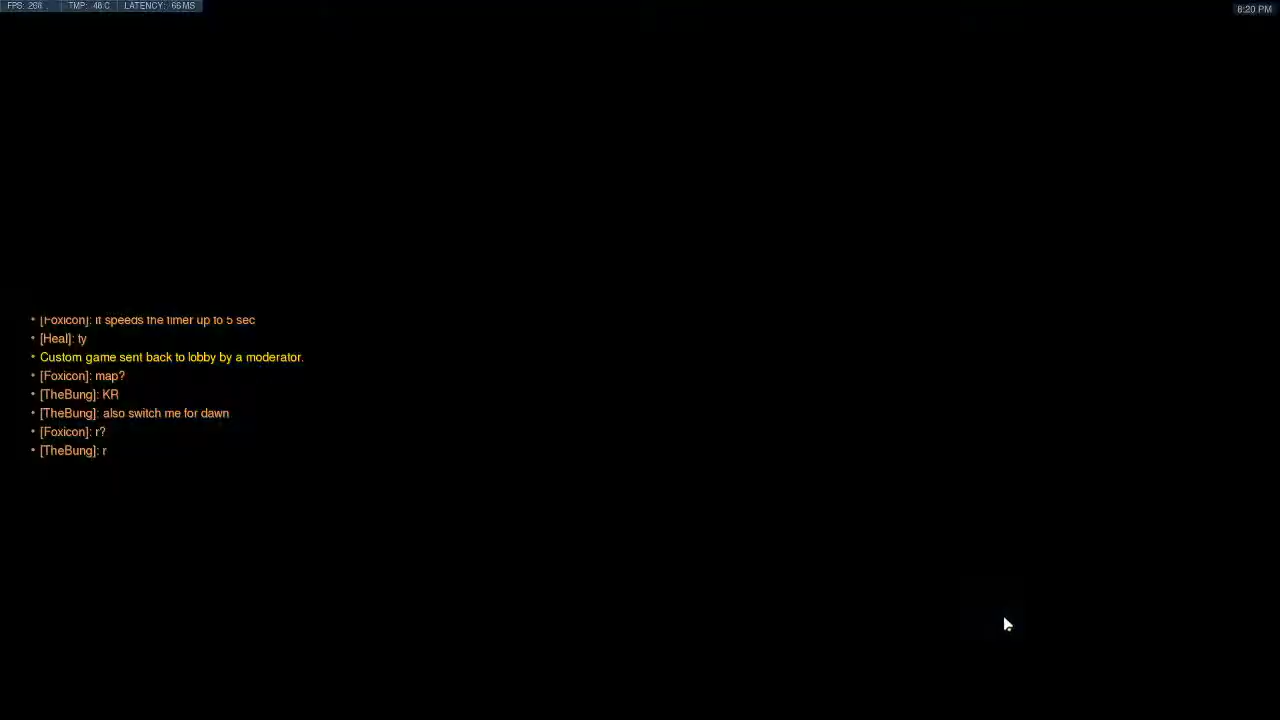 FPS: 268 TMP: 48 C LATENCY: 66 MS
8:20 PM
• [Foxicon]: it speeds the timer up to 5 sec
• [Heal]: ty
• Custom game sent back to lobby by a moderator.
• [Foxicon]: map?
• [TheBung]: KR
• [TheBung]: also switch me for dawn
• [Foxicon]: r?
• [TheBung]: r